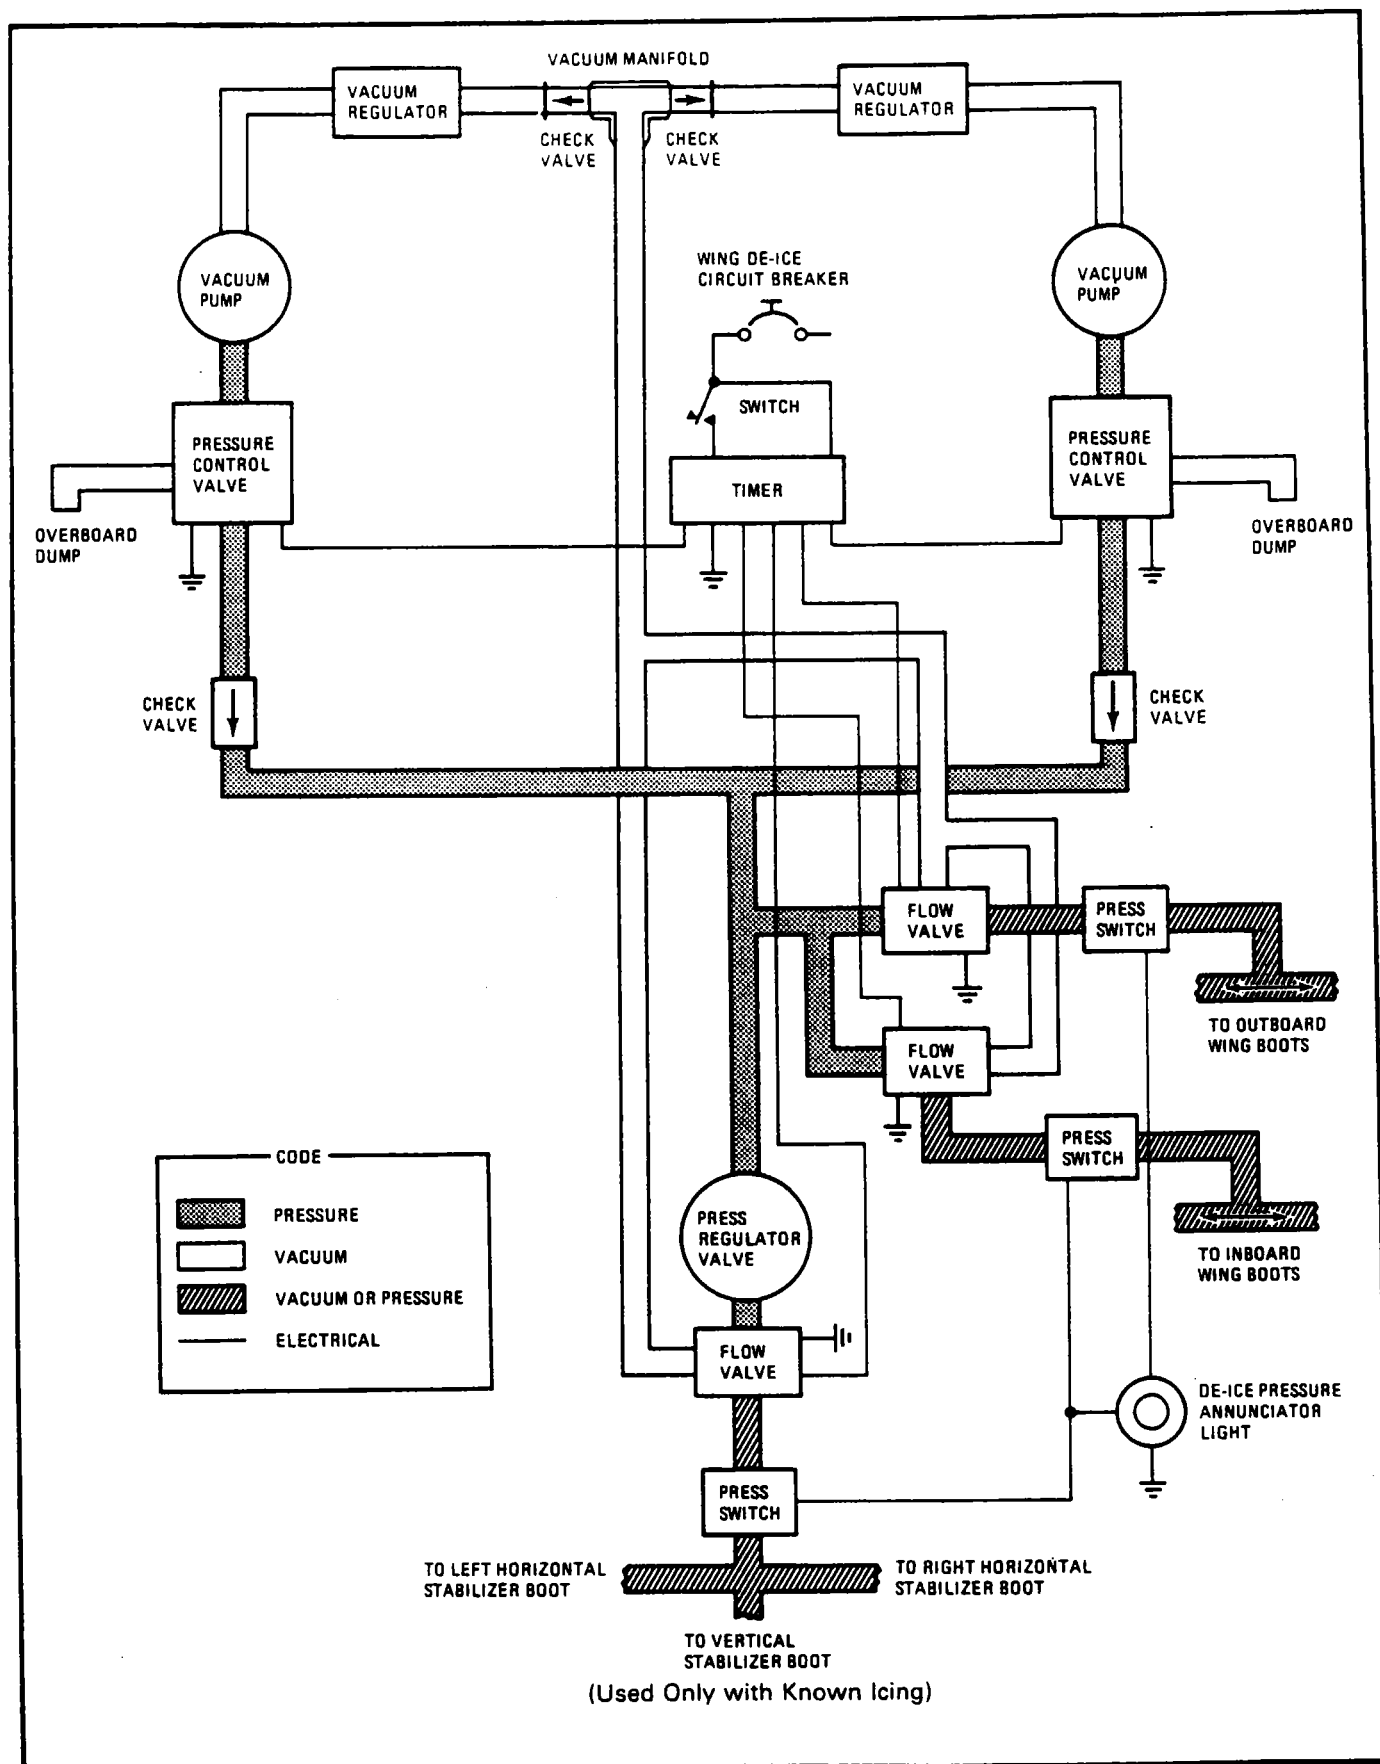 VACUUM MANIFOLD
VACUUM
REGULATOR
VACUUM
REGULATOR
CHECK
VALVE
CHECK
VALVE
VACUUM
PUMP
WING DE-ICE
CIRCUIT BREAKER
VACUUM
PUMP
SWITCH
PRESSURE
CONTROL
VALVE
TIMER
PRESSURE
CONTROL
VALVE
OVERBOARD
DUMP
OVERBOARD
DUMP
CHECK
VALVE
CHECK
VALVE
FLOW
VALVE
PRESS
SWITCH
TO OUTBOARD
WING BOOTS
FLOW
VALVE
PRESS
SWITCH
TO INBOARD
WING BOOTS
CODE
PRESSURE
VACUUM
VACUUM OR PRESSURE
ELECTRICAL
PRESS
REGULATOR
VALVE
FLOW
VALVE
DE-ICE PRESSURE
ANNUNCIATOR
LIGHT
PRESS
SWITCH
TO LEFT HORIZONTAL
STABILIZER BOOT
TO RIGHT HORIZONTAL
STABILIZER BOOT
TO VERTICAL
STABILIZER BOOT
(Used Only with Known Icing)